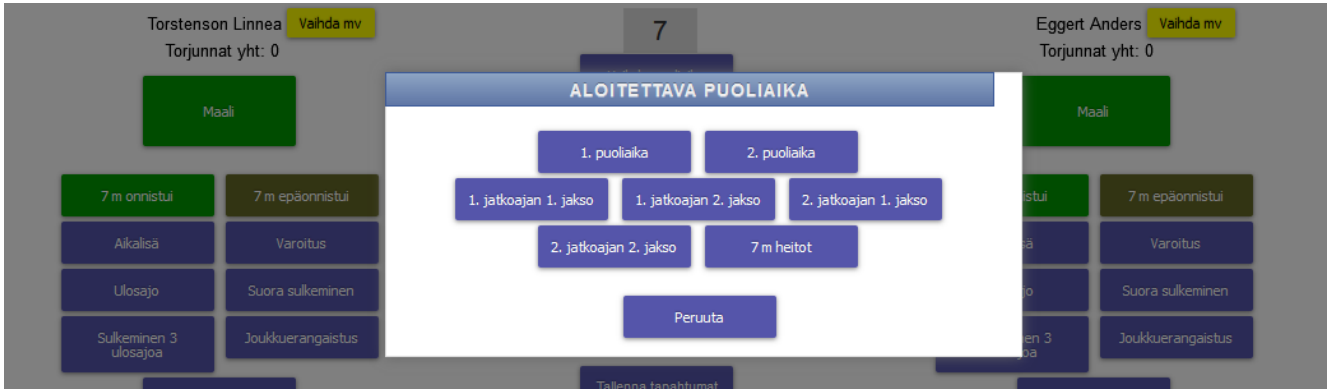 Torstenson Linnea Vaihda mv
Torjunnat yht: 0
7
Eggert Anders Vaihda mv
Torjunnat yht: 0
ALOITETTAVA PUOLIAIKA
1. puoliaika 2. puoliaika
1. jatkoajan 1. jakso 1. jatkoajan 2. jakso 2. jatkoajan 1. jakso
2. jatkoajan 2. jakso 7 m heitot
Peruuta
Maali
7 m onnistui 7 m epäonnistui
Aikalisä Varoitus
Ulosajo Suora sulkeminen
Sulkeminen 3
ulosajoa
Joukkuerangaistus
Maali
7 m epäonnistui
Varoitus
Suora sulkeminen
Joukkuerangaistus
Tallenna tapahtumat